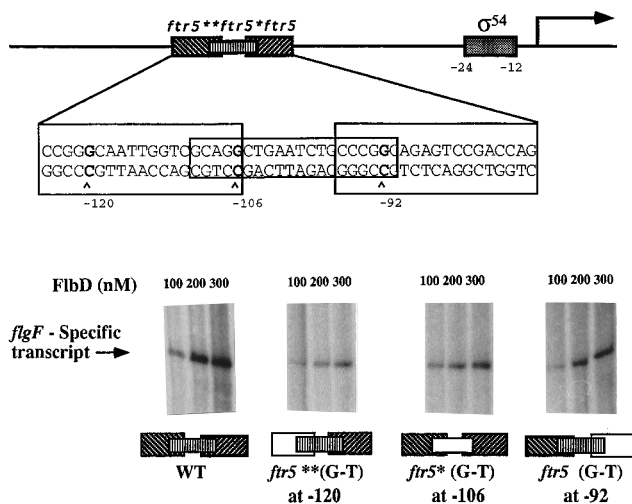 ftr5**ftr5*ftr5
σ54
-24 -12
CCGGGCAATTGGTCGCAGGCTGAATCTGCCCGGCAGAGTCCGACCAG
GGCCCGTTAACCAGCGTCCGACTTAGACGGGCCGTCTCAGGCTGGTC
^ ^ ^
-120 -106 -92
FlbD (nM) 100 200 300 100 200 300 100 200 300 100 200 300
flgF - Specific
transcript
WT ftr5 **(G-T) ftr5* (G-T) ftr5 (G-T)
at -120 at -106 at -92